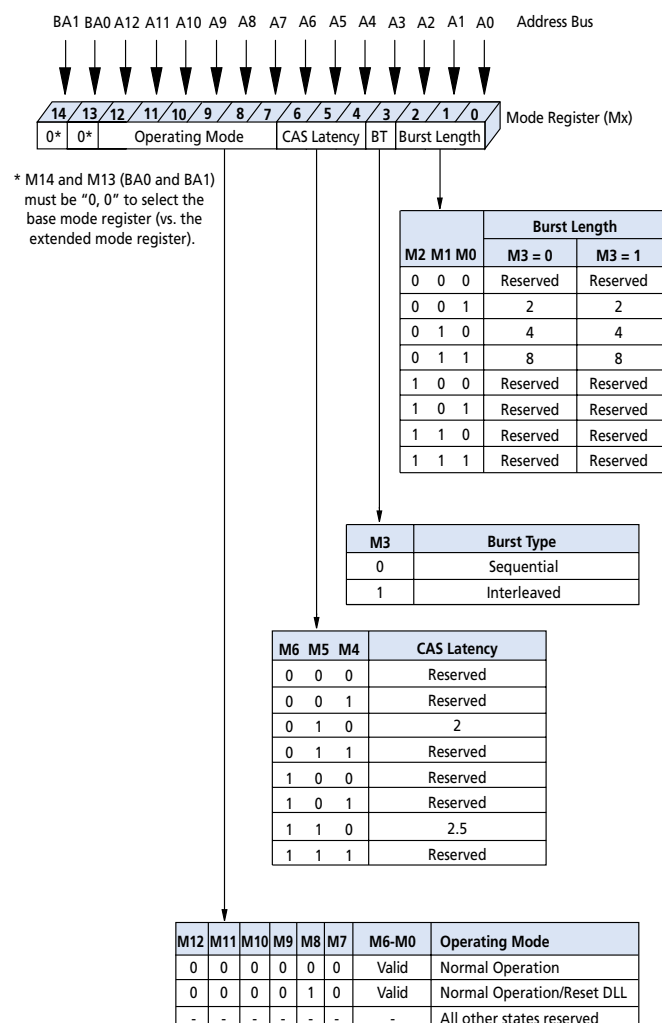 BA1 BA0 A12 A11 A10 A9 A8 A7 A6 A5 A4 A3 A2 A1 A0 Address Bus
14 13 12 11 10 9 8 7 6 5 4 3 2 1 0 Mode Register (Mx)
0* 0* Operating Mode CAS Latency BT Burst Length
* M14 and M13 (BA0 and BA1)
must be “0, 0” to select the
base mode register (vs. the
extended mode register).
Burst Length
M2 M1 M0 M3 = 0 M3 = 1
0 0 0 Reserved Reserved
0 0 1 2 2
0 1 0 4 4
0 1 1 8 8
1 0 0 Reserved Reserved
1 0 1 Reserved Reserved
1 1 0 Reserved Reserved
1 1 1 Reserved Reserved
M3 Burst Type
0 Sequential
1 Interleaved
M6 M5 M4 CAS Latency
0 0 0 Reserved
0 0 1 Reserved
0 1 0 2
0 1 1 Reserved
1 0 0 Reserved
1 0 1 Reserved
1 1 0 2.5
1 1 1 Reserved
M12 M11 M10 M9 M8 M7 M6-M0 Operating Mode
0 0 0 0 0 0 Valid Normal Operation
0 0 0 0 1 0 Valid Normal Operation/Reset DLL
- - - - - - - All other states reserved